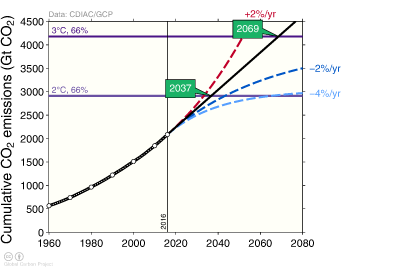 Data: CDIAC/GCP
+2%/yr
4500
4000
3500
3000
2500
2000
1500
1000
500
0
Cumulative CO2 emissions (Gt CO2)
3°C, 66%
2069
2037
2°C, 66%
−2%/yr
−4%/yr
2016
1960
1980
2000
2020
2040
2060
2080
Global Carbon Project